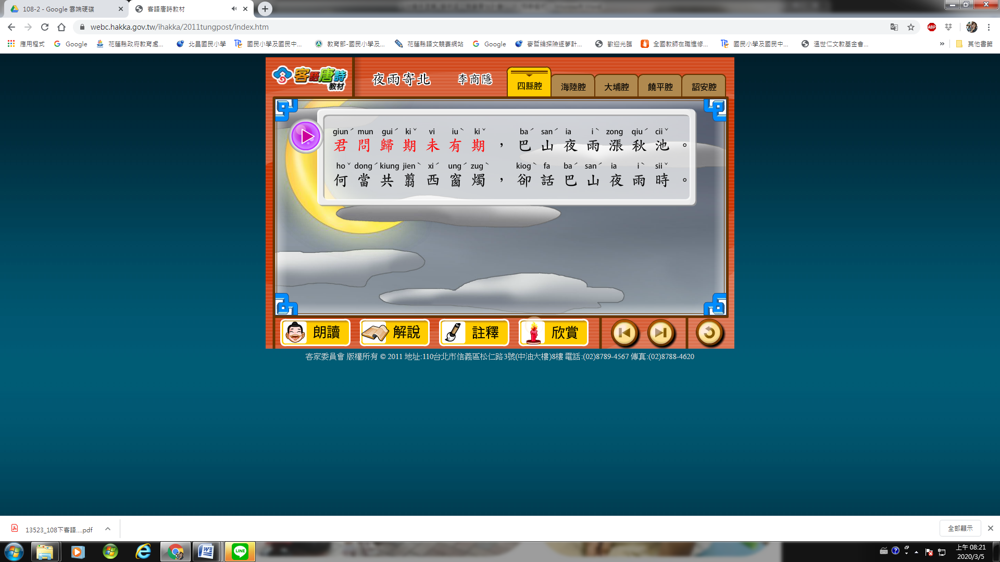 108-2 - Google 雲端硬碟
客語唐詩教材
webc.hakka.gov.tw/ihakka/2011tungpost/index.htm
ABP
應用程式 Google 花蓮縣政府教育處... 北昌國民小學 國民小學及國民中... 教育部-國民小學及... 花蓮縣語文競賽網站 Google 麥哲綸探險逐夢計... 歡迎光臨 全國教師在職進修... 國民小學及國民中... 溫世仁文教基金會... » 其他書籤
客語唐詩教材
夜雨寄北 李商隱
四縣腔 海陸腔 大埔腔 饒平腔 詔安腔
giunˊ mun guiˊ kiˇ vi iuˋ kiˇ baˊ sanˊ ia iˋ zong qiuˊ ciiˇ
君問歸期未有期，巴山夜雨漲秋池。
hoˇ dongˊ kiung jienˋ xiˊ ungˊ zugˋ kiogˊ fa baˊ sanˊ ia iˋ siiˇ
何當共翦西窗燭，卻話巴山夜雨時。
朗讀 解說 註釋 欣賞
客家委員會 版權所有 © 2011 地址:110台北市信義區松仁路3號(中油大樓)8樓 電話:(02)8789-4567 傳真:(02)8788-4620
13523_108下客語....pdf
全部顯示
LINE
上午 08:21
2020/3/5